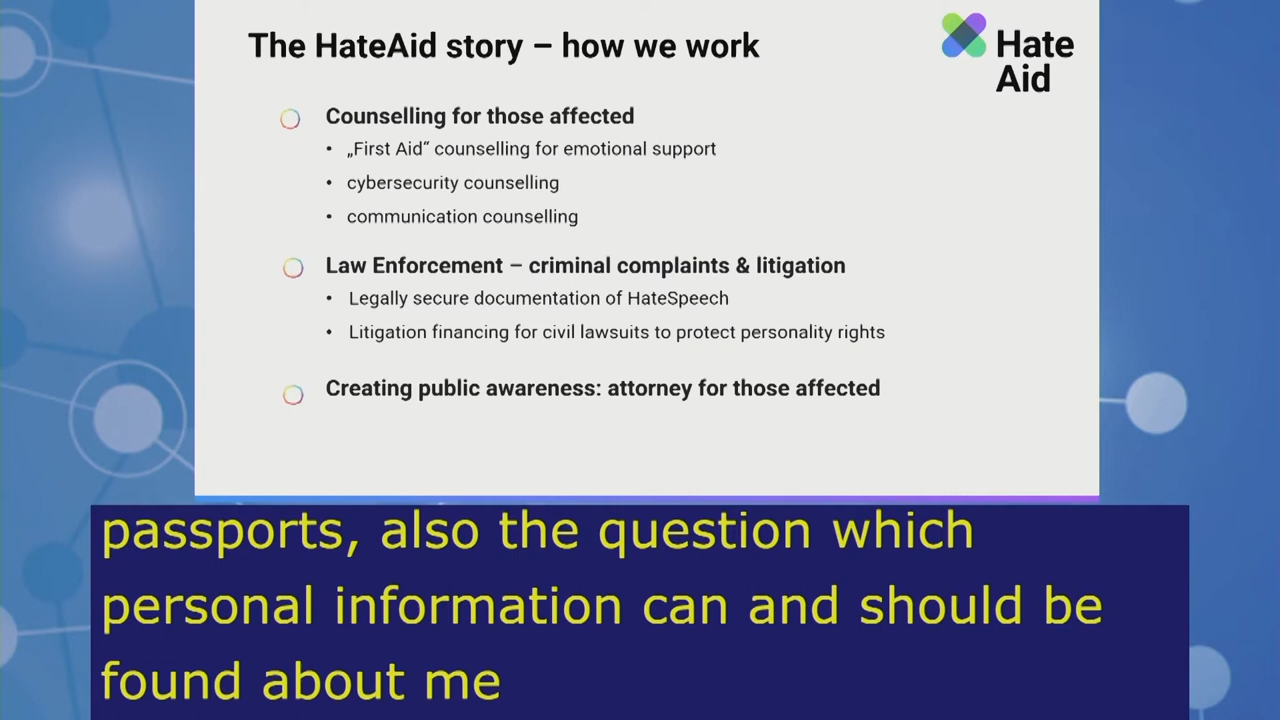 The HateAid story – how we work
Hate
Aid
Counselling for those affected
• „First Aid“ counselling for emotional support
• cybersecurity counselling
• communication counselling
Law Enforcement – criminal complaints & litigation
• Legally secure documentation of HateSpeech
• Litigation financing for civil lawsuits to protect personality rights
Creating public awareness: attorney for those affected
passports, also the question which
personal information can and should be
found about me